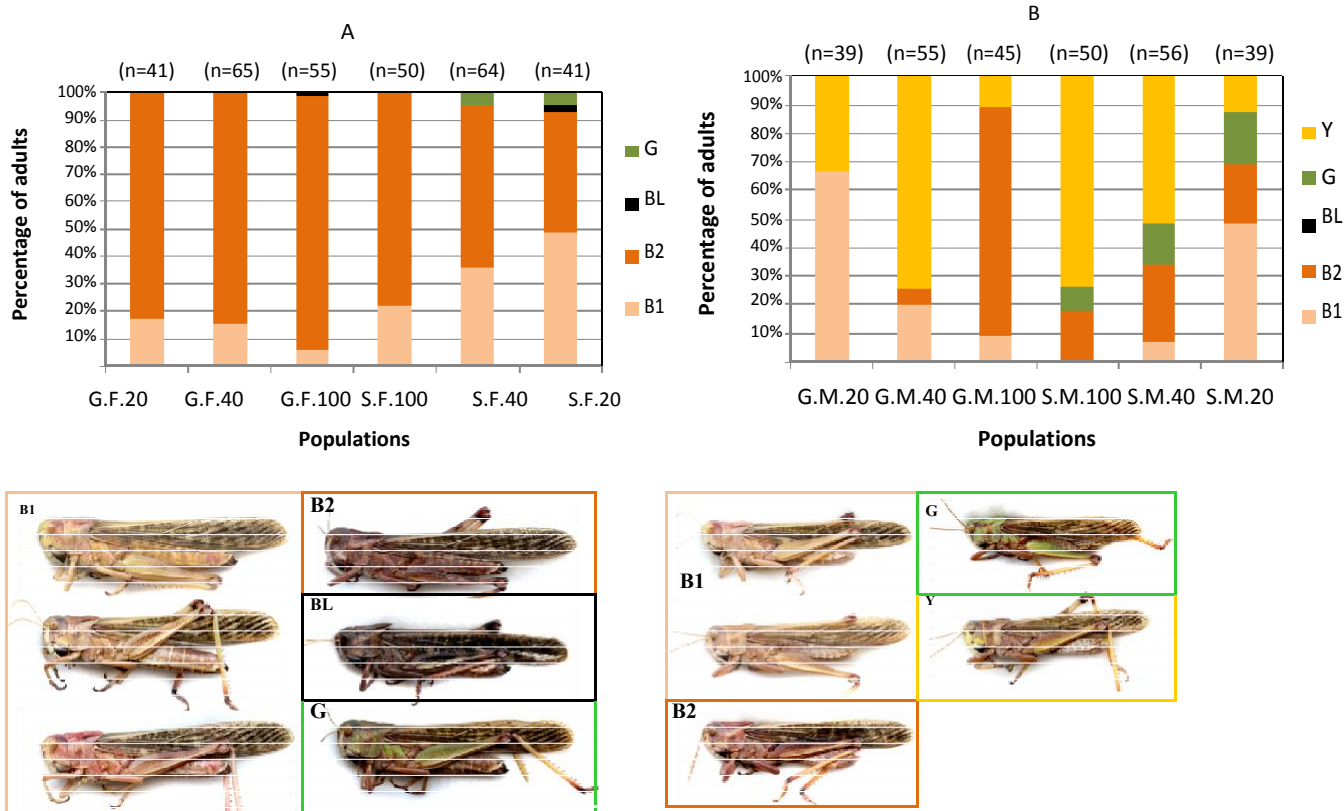 A
(n=41) (n=65) (n=55) (n=50) (n=64) (n=41)
100%
90%
80%
70%
60%
50%
40%
30%
20%
10%
Percentage of adults
G
BL
B2
B1
G.F.20 G.F.40 G.F.100 S.F.100 S.F.40 S.F.20
Populations
B
(n=39) (n=55) (n=45) (n=50) (n=56) (n=39)
100%
90%
80%
70%
60%
50%
40%
30%
20%
10%
Percentage of adults
Y
G
BL
B2
B1
G.M.20 G.M.40 G.M.100 S.M.100 S.M.40 S.M.20
Populations
B1
B2
BL
G
B1
G
Y
B2